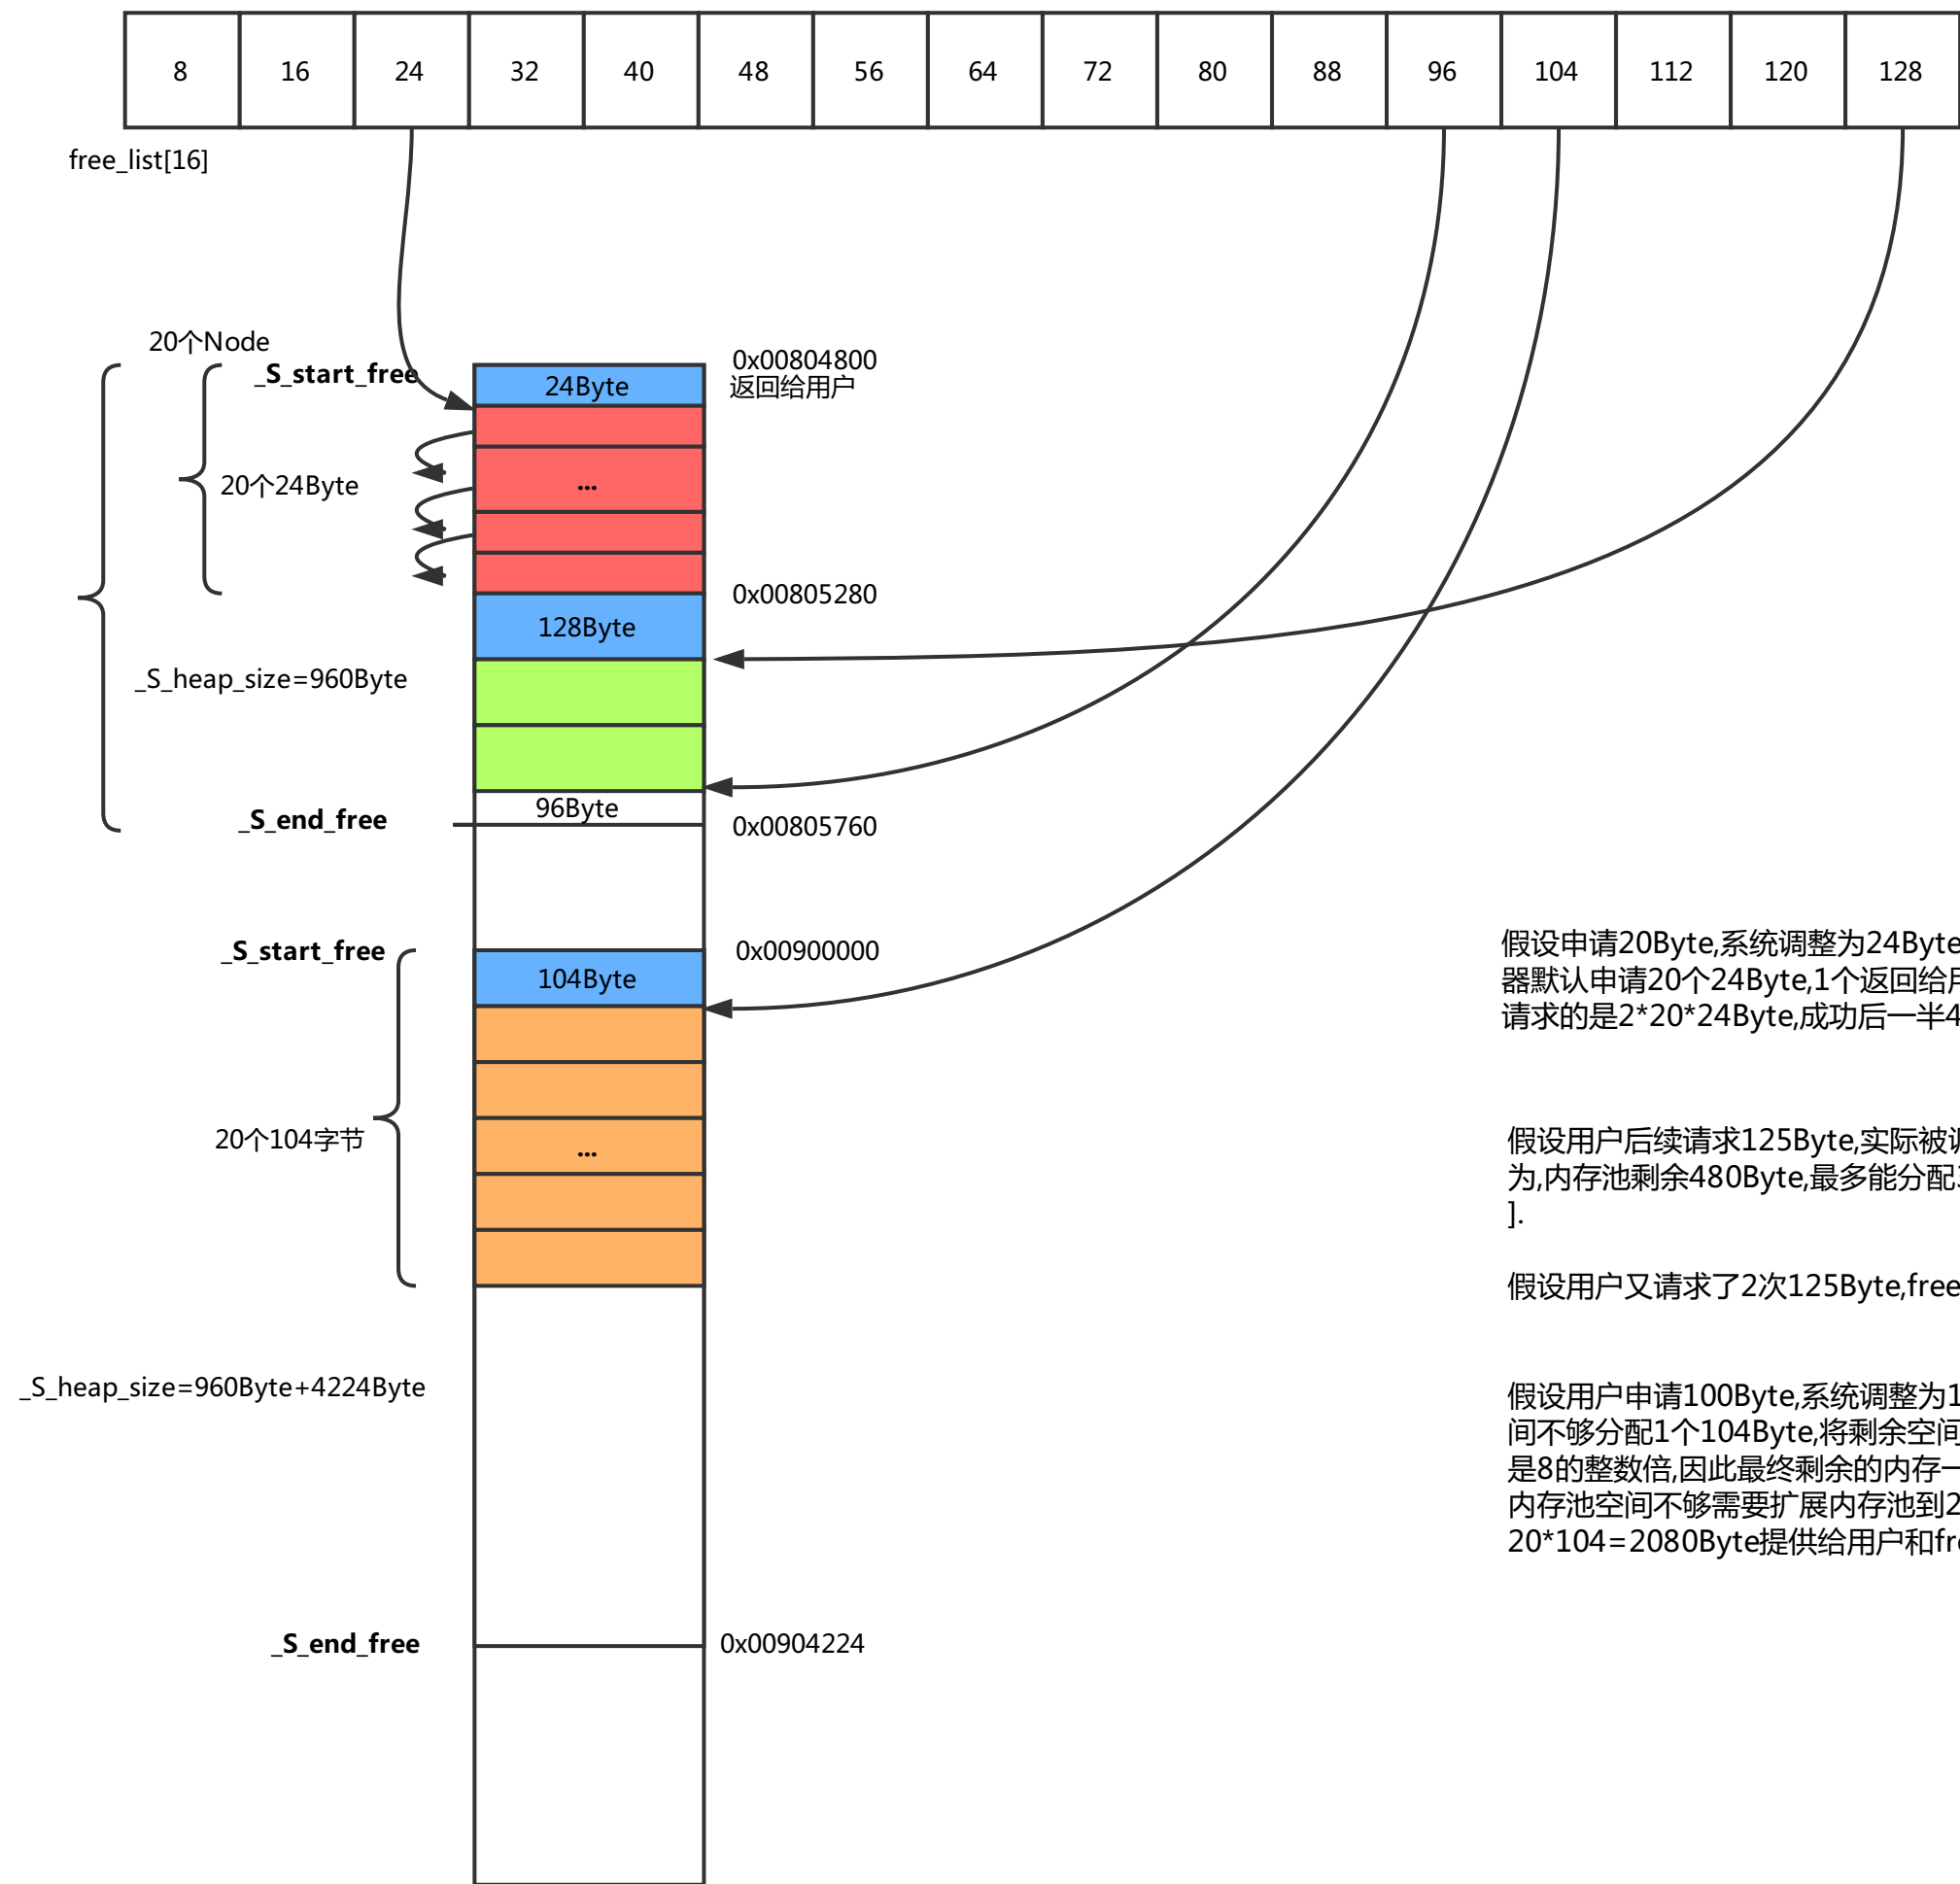 8 16 24 32 40 48 56 64 72 80 88 96 104 112 120 128
free_list[16]
20个Node
_S_start_free
24Byte
0x00804800
返回给用户
...
20个24Byte
0x00805280
128Byte
_S_heap_size=960Byte
96Byte
_S_end_free
0x00805760
_S_start_free
0x00900000
104Byte
20个104字节
...
_S_heap_size=960Byte+4224Byte
_S_end_free
0x00904224
假设申请20Byte,系统调整为24Byte
器默认申请20个24Byte,1个返回给
请求的是2*20*24Byte,成功后一半4
假设用户后续请求125Byte,实际被
为,内存池剩余480Byte,最多能分配
].
假设用户又请求了2次125Byte,free
假设用户申请100Byte,系统调整为1
间不够分配1个104Byte,将剩余空间
是8的整数倍,因此最终剩余的内存一
内存池空间不够需要扩展内存池到2
20*104=2080Byte提供给用户和fr